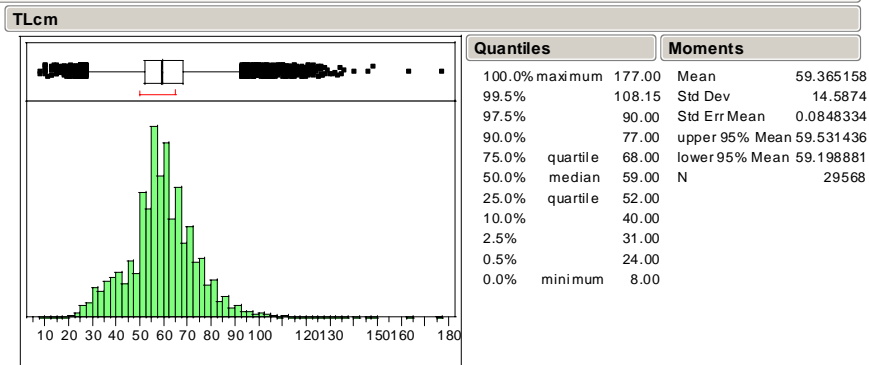 TLcm
Quantiles
100.0% maximum 177.00
99.5% 108.15
97.5% 90.00
90.0% 77.00
75.0% quartile 68.00
50.0% median 59.00
25.0% quartile 52.00
10.0% 40.00
2.5% 31.00
0.5% 24.00
0.0% minimum 8.00
Moments
Mean 59.365158
Std Dev 14.5874
Std Err Mean 0.0848334
upper 95% Mean 59.531436
lower 95% Mean 59.198881
N 29568
10 20 30 40 50 60 70 80 90 100 120 130 150 160 180